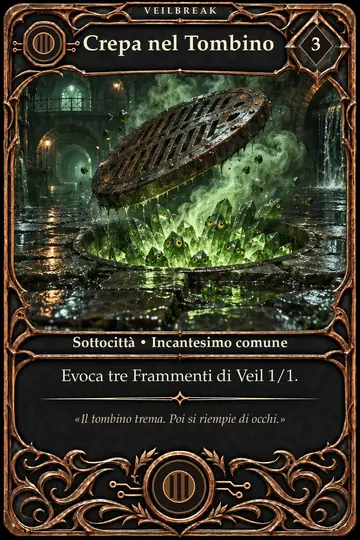 VEILBREAK
Crepa nel Tombino
3
Sottocittà • Incantesimo comune
Evoca tre Frammenti di Veil 1/1.
«Il tombino trema. Poi si riempie di occhi.»